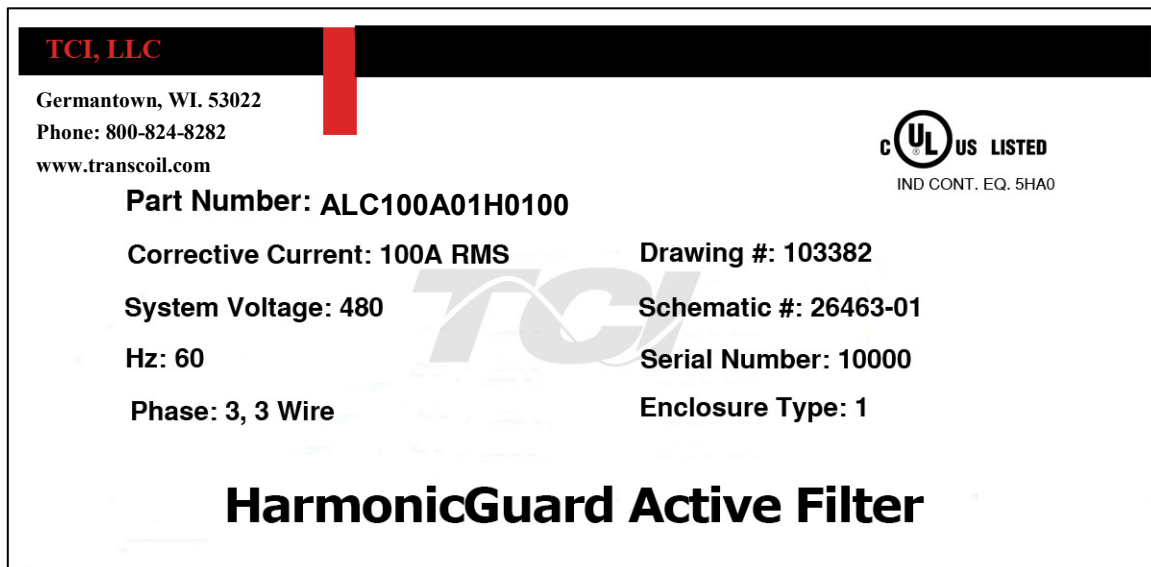 TCI, LLC
Germantown, WI. 53022
Phone: 800-824-8282
www.transcoil.com
C UL® US LISTED
IND CONT. EQ. 5HA0
Part Number: ALC100A01H0100
Corrective Current: 100A RMS
Drawing #: 103382
System Voltage: 480
Schematic #: 26463-01
Hz: 60
Serial Number: 10000
Phase: 3, 3 Wire
Enclosure Type: 1
TCI
HarmonicGuard Active Filter